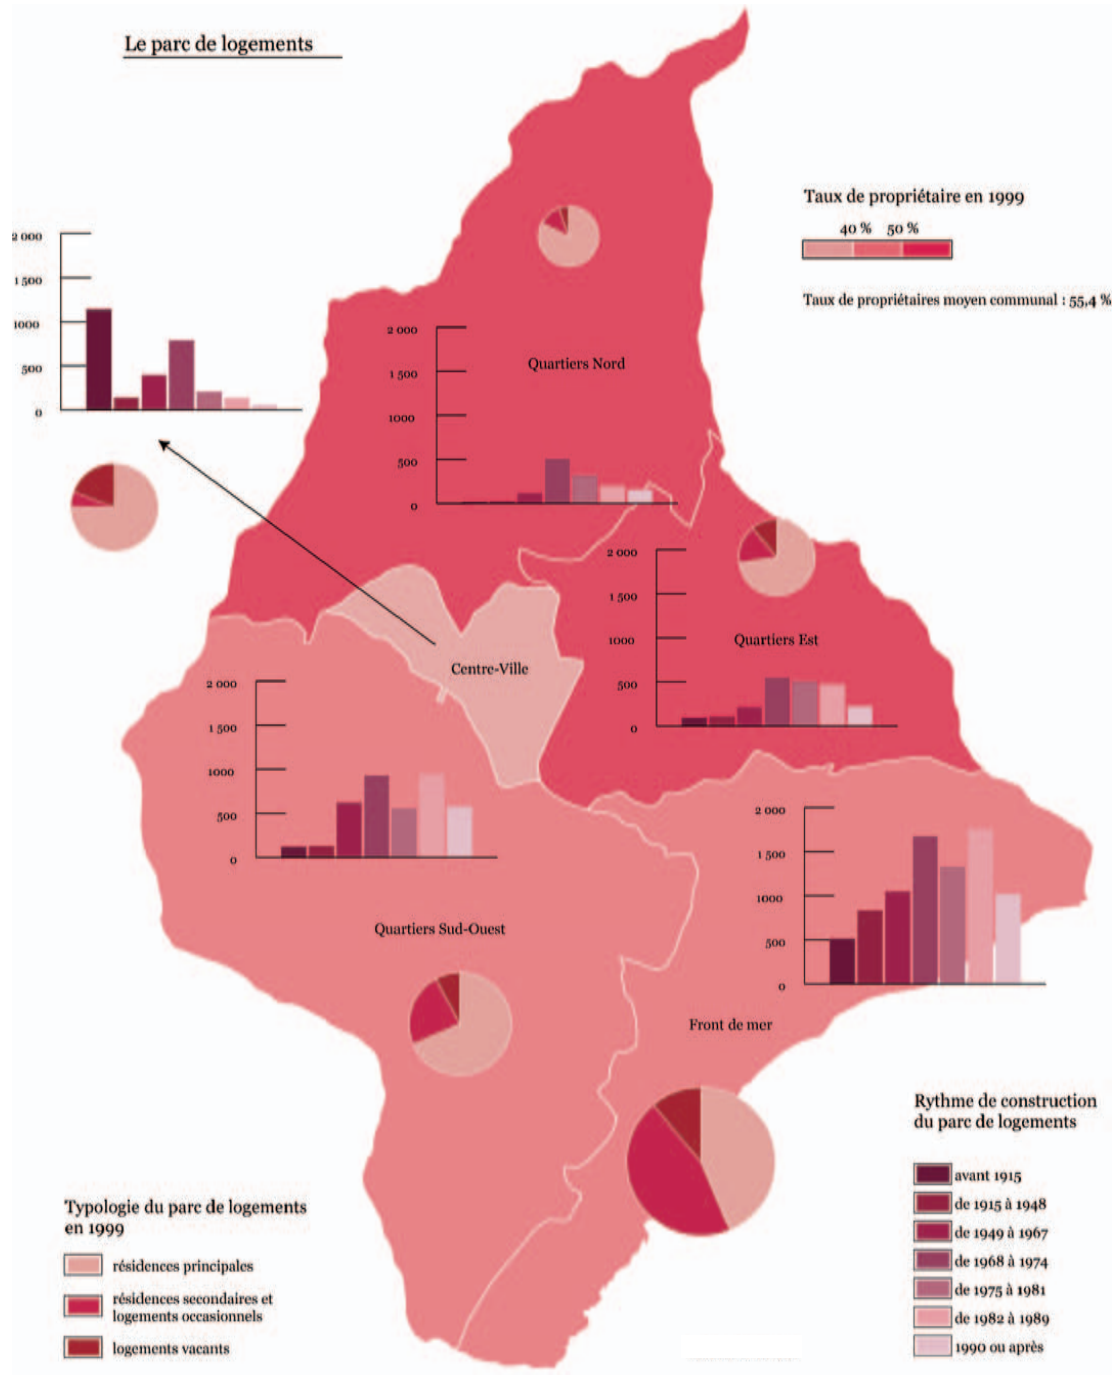 Le parc de logements
Taux de propriétaire en 1999
40 % 50 %
Taux de propriétaires moyen communal : 55,4 %
2 000
1 500
1000
500
0
2 000
1 500
1000
500
0
Quartiers Nord
2 000
1 500
1000
500
0
Quartiers Est
Centre-Ville
2 000
1 500
1000
500
0
Quartiers Sud-Ouest
2 000
1 500
1000
500
0
Front de mer
Typologie du parc de logements
en 1999
résidences principales
résidences secondaires et
logements occasionnels
logements vacants
Rythme de construction
du parc de logements
avant 1915
de 1915 à 1948
de 1949 à 1967
de 1968 à 1974
de 1975 à 1981
de 1982 à 1989
1990 ou après